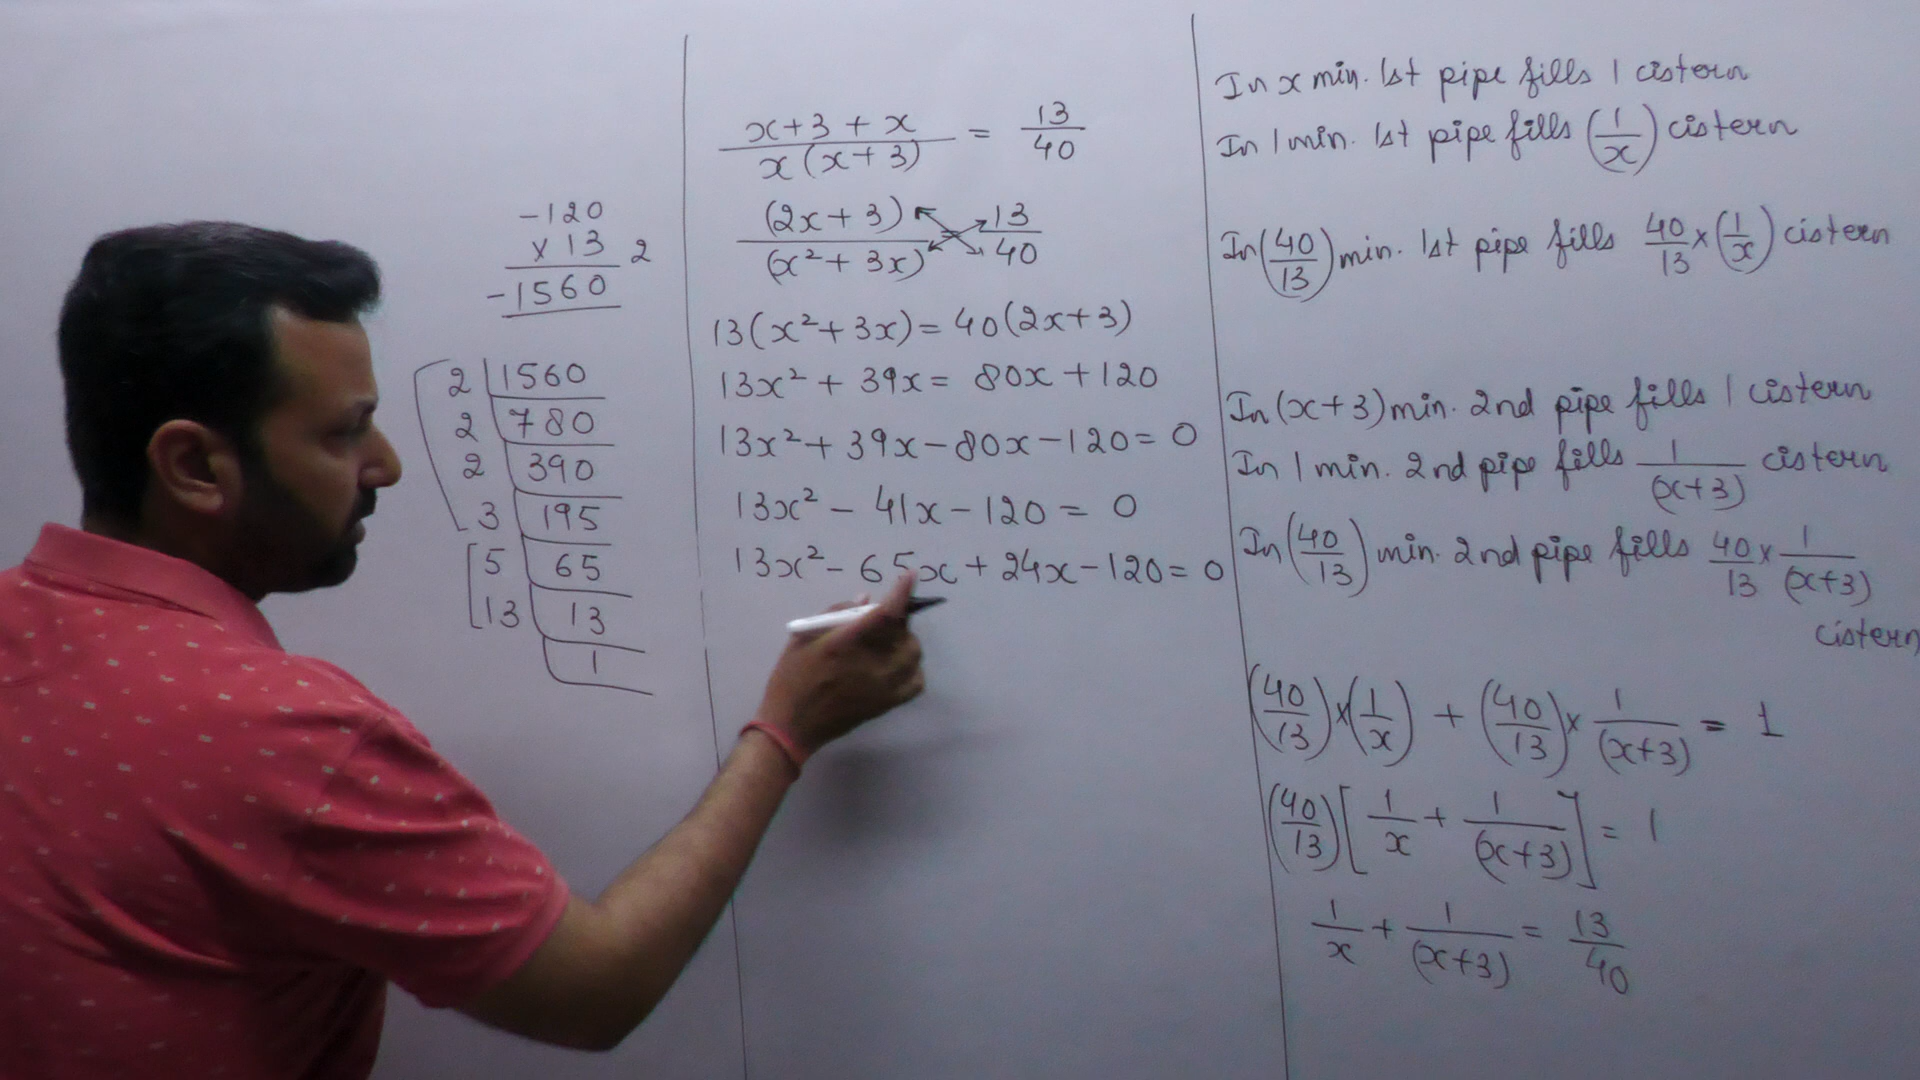 -120
× 13 2
-1560
2 1560
2 780
2 390
3 195
5 65
13 13
1
x+3+x / x(x+3) = 13/40
(2x+3) / (x²+3x) = 13/40
13(x²+3x) = 40(2x+3)
13x² + 39x = 80x + 120
13x² + 39x - 80x - 120 = 0
13x² - 41x - 120 = 0
13x² - 65x + 24x - 120 = 0
In x min. 1st pipe fills 1 cistern
In 1 min. 1st pipe fills (1/x) cistern
In (40/13) min. 1st pipe fills 40/13 × (1/x) cistern
In (x+3) min. 2nd pipe fills 1 cistern
In 1 min. 2nd pipe fills 1/(x+3) cistern
In (40/13) min. 2nd pipe fills 40/13 × 1/(x+3)
cistern
(40/13) × (1/x) + (40/13) × 1/(x+3) = 1
(40/13) [1/x + 1/(x+3)] = 1
1/x + 1/(x+3) = 13/40